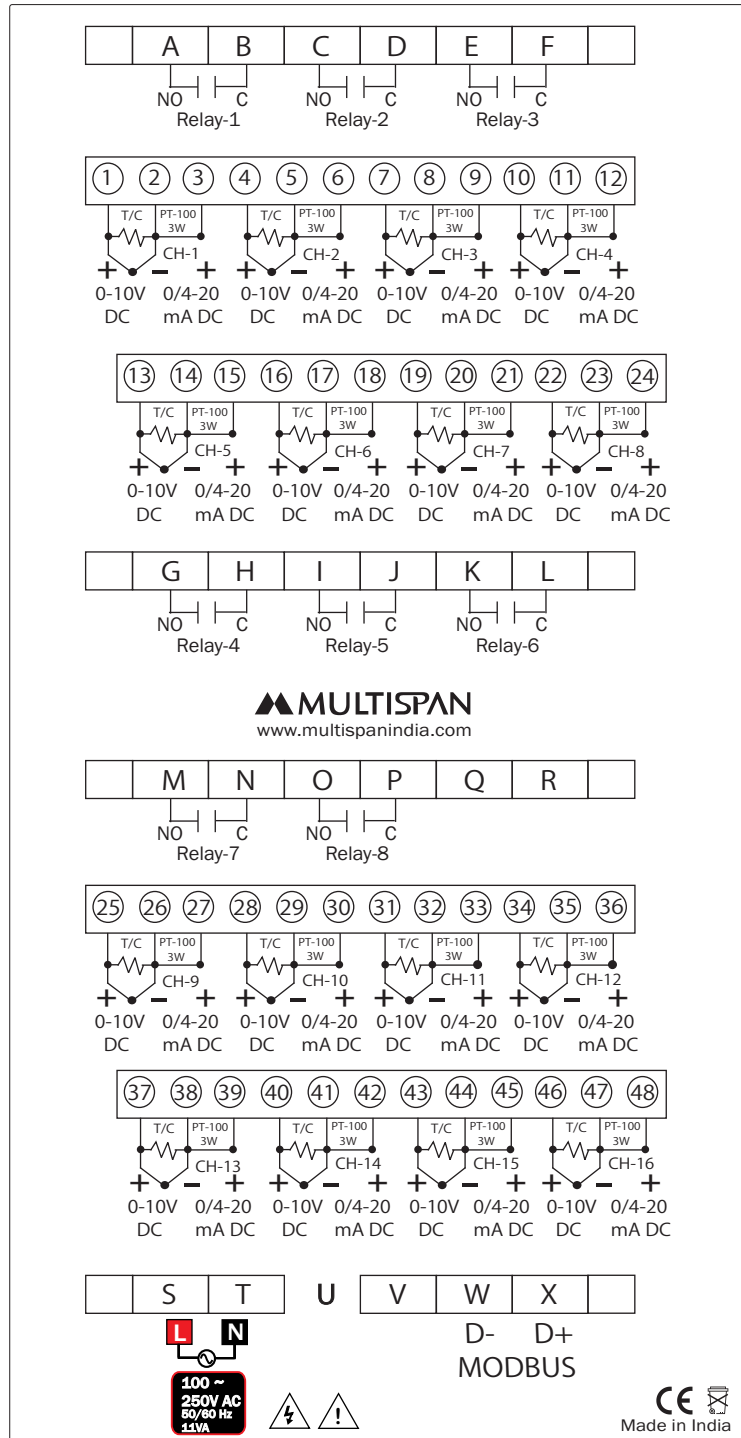 A B C D E F
NO C NO C NO C
Relay-1 Relay-2 Relay-3
1 2 3 4 5 6 7 8 9 10 11 12
T/C PT-100 T/C PT-100 T/C PT-100 T/C PT-100
3W 3W 3W 3W
CH-1 CH-2 CH-3 CH-4
+ − + + − + + − + + − +
0-10V 0/4-20 0-10V 0/4-20 0-10V 0/4-20 0-10V 0/4-20
DC mA DC DC mA DC DC mA DC DC mA DC
13 14 15 16 17 18 19 20 21 22 23 24
T/C PT-100 T/C PT-100 T/C PT-100 T/C PT-100
3W 3W 3W 3W
CH-5 CH-6 CH-7 CH-8
+ − + + − + + − + + − +
0-10V 0/4-20 0-10V 0/4-20 0-10V 0/4-20 0-10V 0/4-20
DC mA DC DC mA DC DC mA DC DC mA DC
G H I J K L
NO C NO C NO C
Relay-4 Relay-5 Relay-6
MULTISPAN
www.multispanindia.com
M N O P Q R
NO C NO C
Relay-7 Relay-8
25 26 27 28 29 30 31 32 33 34 35 36
T/C PT-100 T/C PT-100 T/C PT-100 T/C PT-100
3W 3W 3W 3W
CH-9 CH-10 CH-11 CH-12
+ − + + − + + − + + − +
0-10V 0/4-20 0-10V 0/4-20 0-10V 0/4-20 0-10V 0/4-20
DC mA DC DC mA DC DC mA DC DC mA DC
37 38 39 40 41 42 43 44 45 46 47 48
T/C PT-100 T/C PT-100 T/C PT-100 T/C PT-100
3W 3W 3W 3W
CH-13 CH-14 CH-15 CH-16
+ − + + − + + − + + − +
0-10V 0/4-20 0-10V 0/4-20 0-10V 0/4-20 0-10V 0/4-20
DC mA DC DC mA DC DC mA DC DC mA DC
S T U V W X
L N D- D+
MODBUS
100 ~
250V AC
50/60 Hz
11VA
CE
Made in India